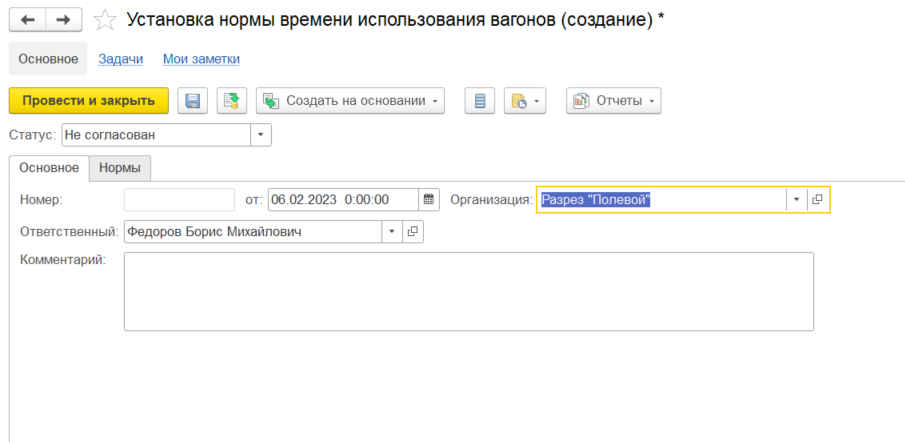 Установка нормы времени использования вагонов (создание) *
Основное Задачи Мои заметки
Провести и закрыть Создать на основании Отчеты
Статус: Не согласован
Основное Нормы
Номер: от: 06.02.2023 0:00:00 Организация: Разрез "Полевой"
Ответственный: Федоров Борис Михайлович
Комментарий: